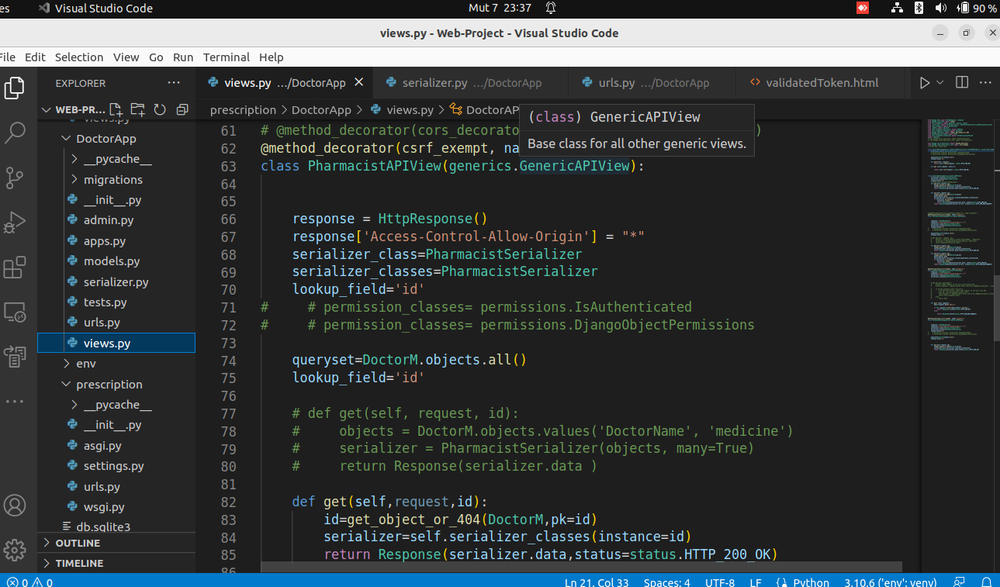 es Visual Studio Code Mut 7 23:37 90 %
views.py - Web-Project - Visual Studio Code
File Edit Selection View Go Run Terminal Help
EXPLORER ··· views.py .../DoctorApp serializer.py .../DoctorApp urls.py .../DoctorApp validatedToken.html
WEB-PR... prescription > DoctorApp > views.py > DoctorAP
(class) GenericAPIView
Base class for all other generic views.
views.py
DoctorApp
__pycache__
migrations
__init__.py
admin.py
apps.py
models.py
serializer.py
tests.py
urls.py
views.py
env
prescription
__pycache__
__init__.py
asgi.py
settings.py
urls.py
wsgi.py
db.sqlite3
OUTLINE
TIMELINE
61 # @method_decorator(cors_decorato )
62 @method_decorator(csrf_exempt, na
63 class PharmacistAPIView(generics.GenericAPIView):
64
65
66 response = HttpResponse()
67 response['Access-Control-Allow-Origin'] = "*"
68 serializer_class=PharmacistSerializer
69 serializer_classes=PharmacistSerializer
70 lookup_field='id'
71 # # permission_classes= permissions.IsAuthenticated
72 # # permission_classes= permissions.DjangoObjectPermissions
73
74 queryset=DoctorM.objects.all()
75 lookup_field='id'
76
77 # def get(self, request, id):
78 # objects = DoctorM.objects.values('DoctorName', 'medicine')
79 # serializer = PharmacistSerializer(objects, many=True)
80 # return Response(serializer.data )
81
82 def get(self,request,id):
83 id=get_object_or_404(DoctorM,pk=id)
84 serializer=self.serializer_classes(instance=id)
85 return Response(serializer.data,status=status.HTTP_200_OK)
86
0 0 Ln 21, Col 33 Spaces: 4 UTF-8 LF Python 3.10.6 ('env': venv)